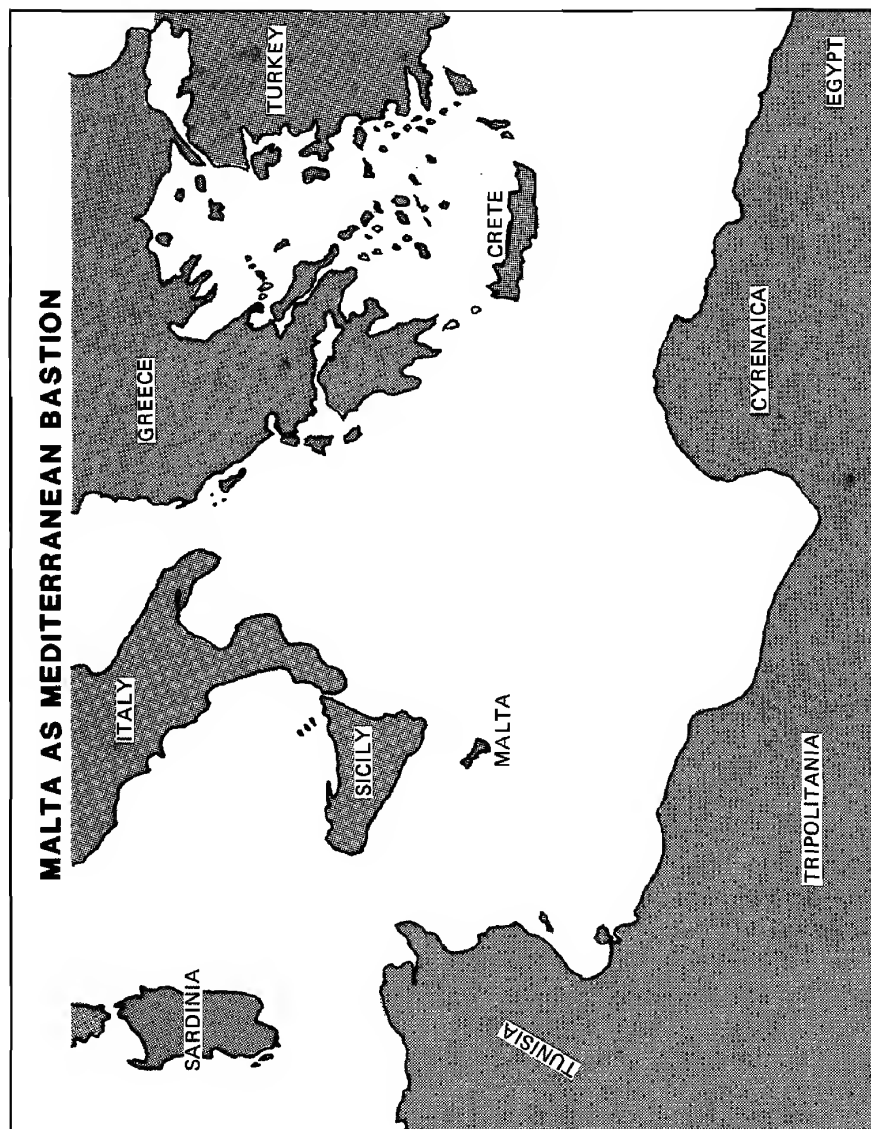 MALTA AS MEDITERRANEAN BASTION
ITALY
GREECE
TURKEY
SARDINIA
SICILY
MALTA
CRETE
TUNISIA
TRIPOLITANIA
CYRENAICA
EGYPT